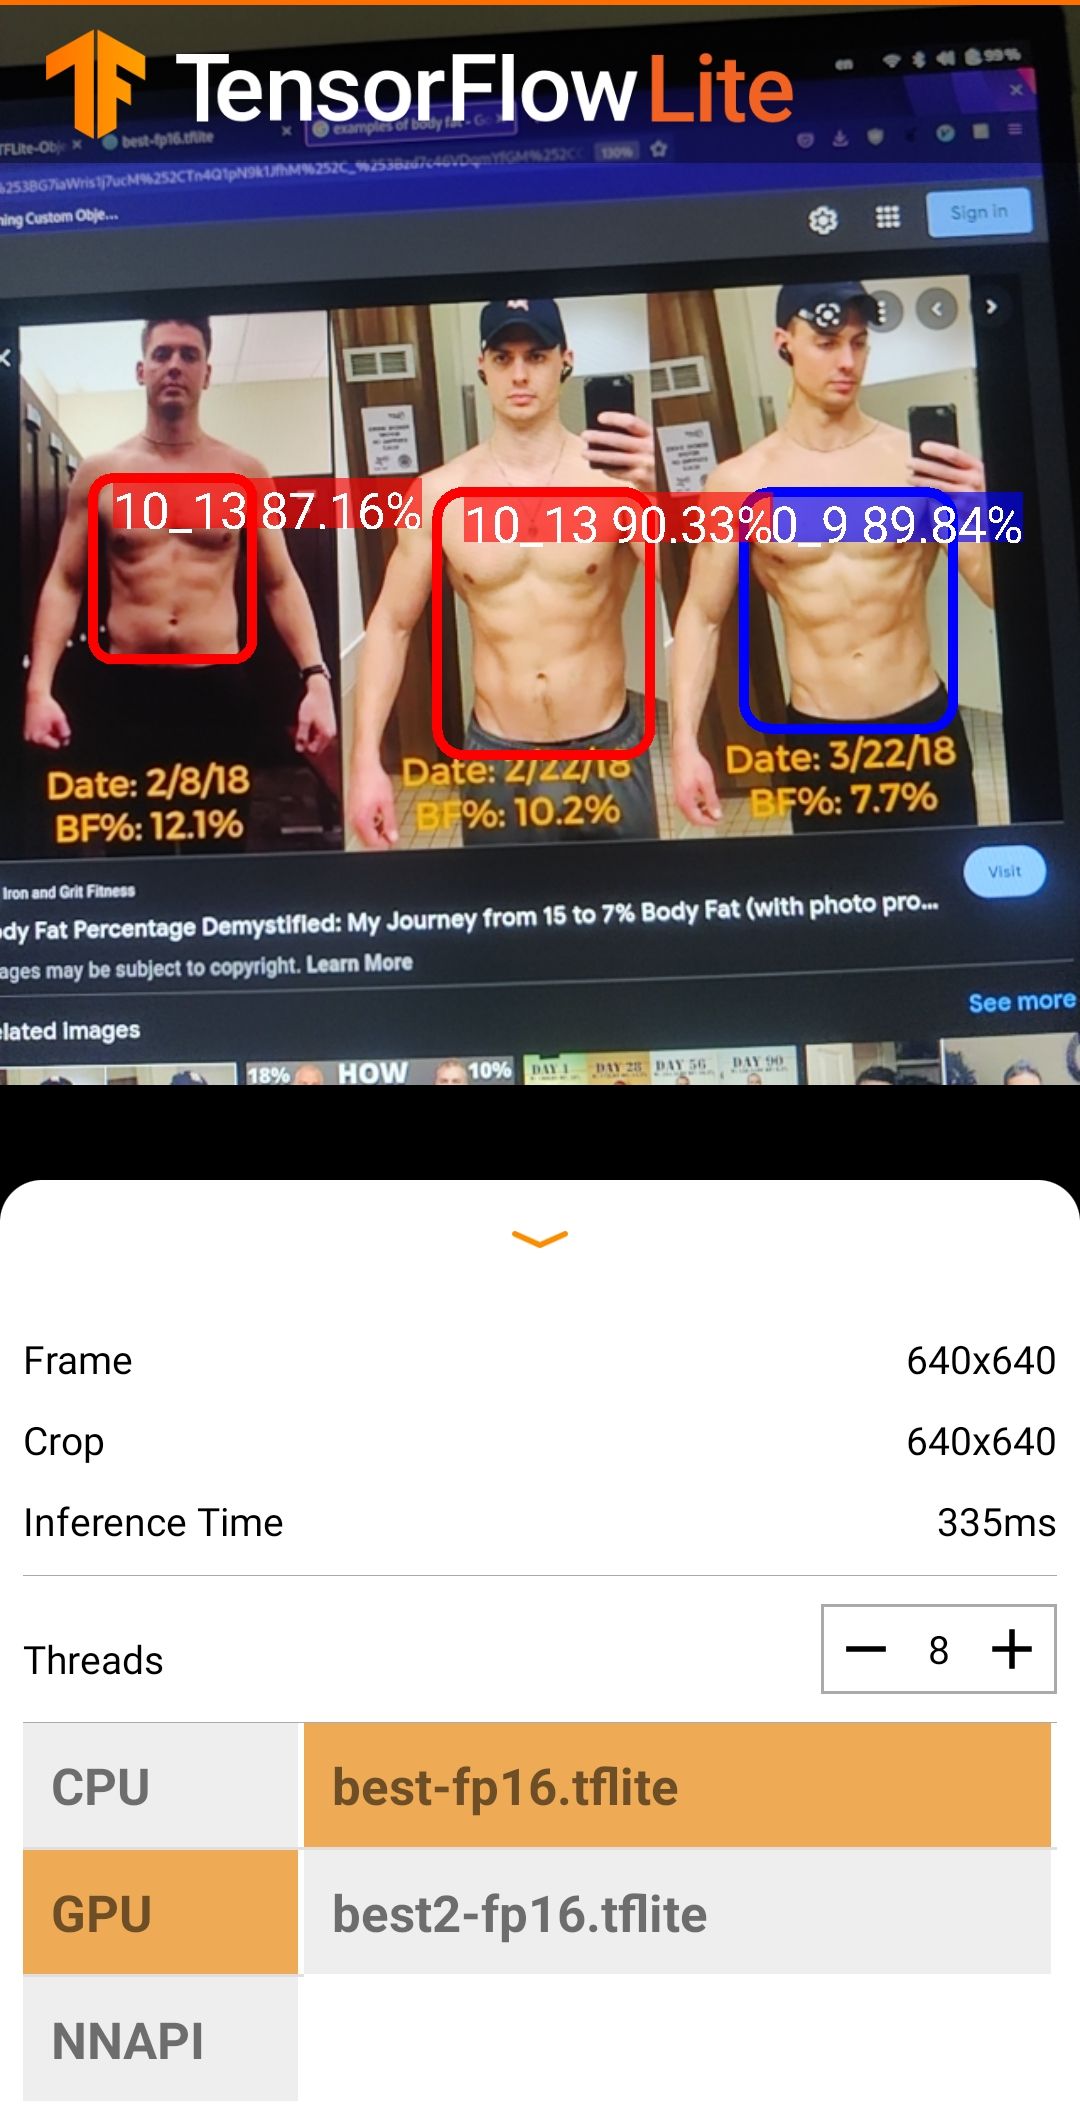 TensorFlow Lite
en 99%
best-fp16.tflite
examples of body fat - Go
130%
ning Custom Obje...
Sign in
10_13 87.16%
10_13 90.33%
0_9 89.84%
Date: 2/8/18
BF%: 12.1%
Date: 2/22/18
BF%: 10.2%
Date: 3/22/18
BF%: 7.7%
Iron and Grit Fitness
Visit
dy Fat Percentage Demystified: My Journey from 15 to 7% Body Fat (with photo pro...
ages may be subject to copyright. Learn More
See more
elated images
18% HOW 10%
DAY 1 DAY 28 DAY 56 DAY 90
Frame 640x640
Crop 640x640
Inference Time 335ms
Threads 8
CPU best-fp16.tflite
GPU best2-fp16.tflite
NNAPI